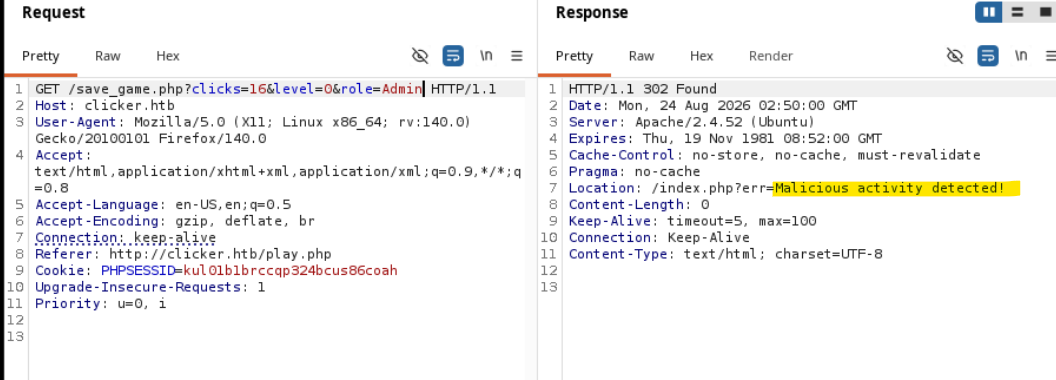 Request
Pretty Raw Hex \n
1 GET /save_game.php?clicks=16&level=0&role=Admin HTTP/1.1
2 Host: clicker.htb
3 User-Agent: Mozilla/5.0 (X11; Linux x86_64; rv:140.0)
Gecko/20100101 Firefox/140.0
4 Accept:
text/html,application/xhtml+xml,application/xml;q=0.9,*/*;q
=0.8
5 Accept-Language: en-US,en;q=0.5
6 Accept-Encoding: gzip, deflate, br
7 Connection: keep-alive
8 Referer: http://clicker.htb/play.php
9 Cookie: PHPSESSID=kul01b1brccqp324bcus86coah
10 Upgrade-Insecure-Requests: 1
11 Priority: u=0, i
12
13
Response
Pretty Raw Hex Render \n
1 HTTP/1.1 302 Found
2 Date: Mon, 24 Aug 2026 02:50:00 GMT
3 Server: Apache/2.4.52 (Ubuntu)
4 Expires: Thu, 19 Nov 1981 08:52:00 GMT
5 Cache-Control: no-store, no-cache, must-revalidate
6 Pragma: no-cache
7 Location: /index.php?err=Malicious activity detected!
8 Content-Length: 0
9 Keep-Alive: timeout=5, max=100
10 Connection: Keep-Alive
11 Content-Type: text/html; charset=UTF-8
12
13